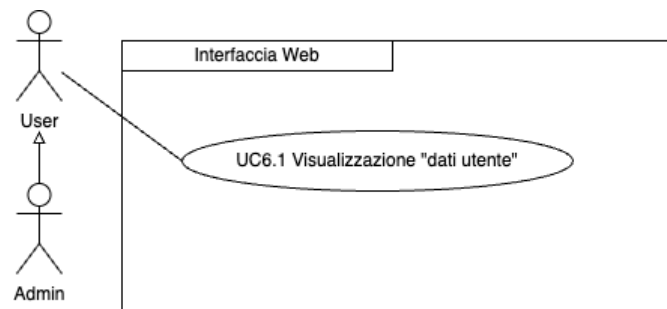 Interfaccia Web
User
UC6.1 Visualizzazione "dati utente"
Admin